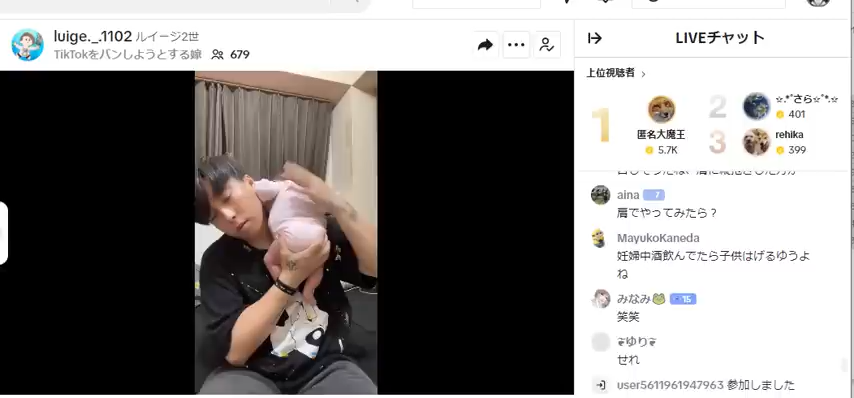 luige._.1102 ルイージ2世
TikTokをバンしようとする嫁 679
LIVEチャット
上位視聴者 >
1
匿名大魔王
5.7K
2
☆.*˚さら☆˚*.☆
401
3
rehika
399
aina 7
肩でやってみたら？
MayukoKaneda
妊婦中酒飲んでたら子供はげるゆうよ
ね
みなみ🐸 15
笑笑
❦ゆり❦
せれ
user5611961947963 参加しました